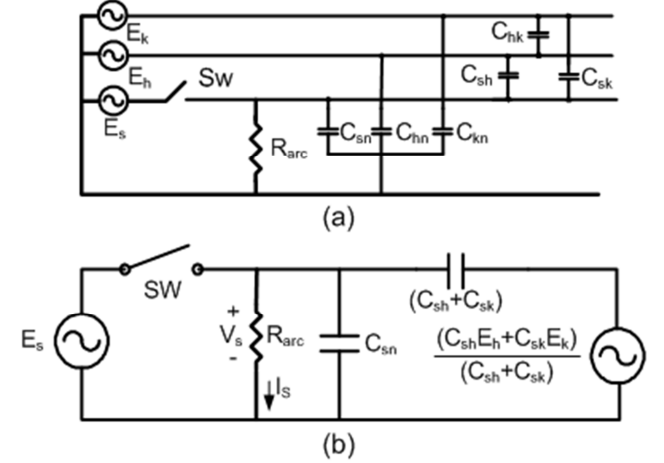 E_k
C_hk
E_h
Sw
C_sh
C_sk
E_s
R_arc
C_sn
C_hn
C_kn
(a)
SW
(C_sh+C_sk)
+
E_s
V_s
R_arc
C_sn
(C_shE_h+C_skE_k)
-
(C_sh+C_sk)
I_S
(b)